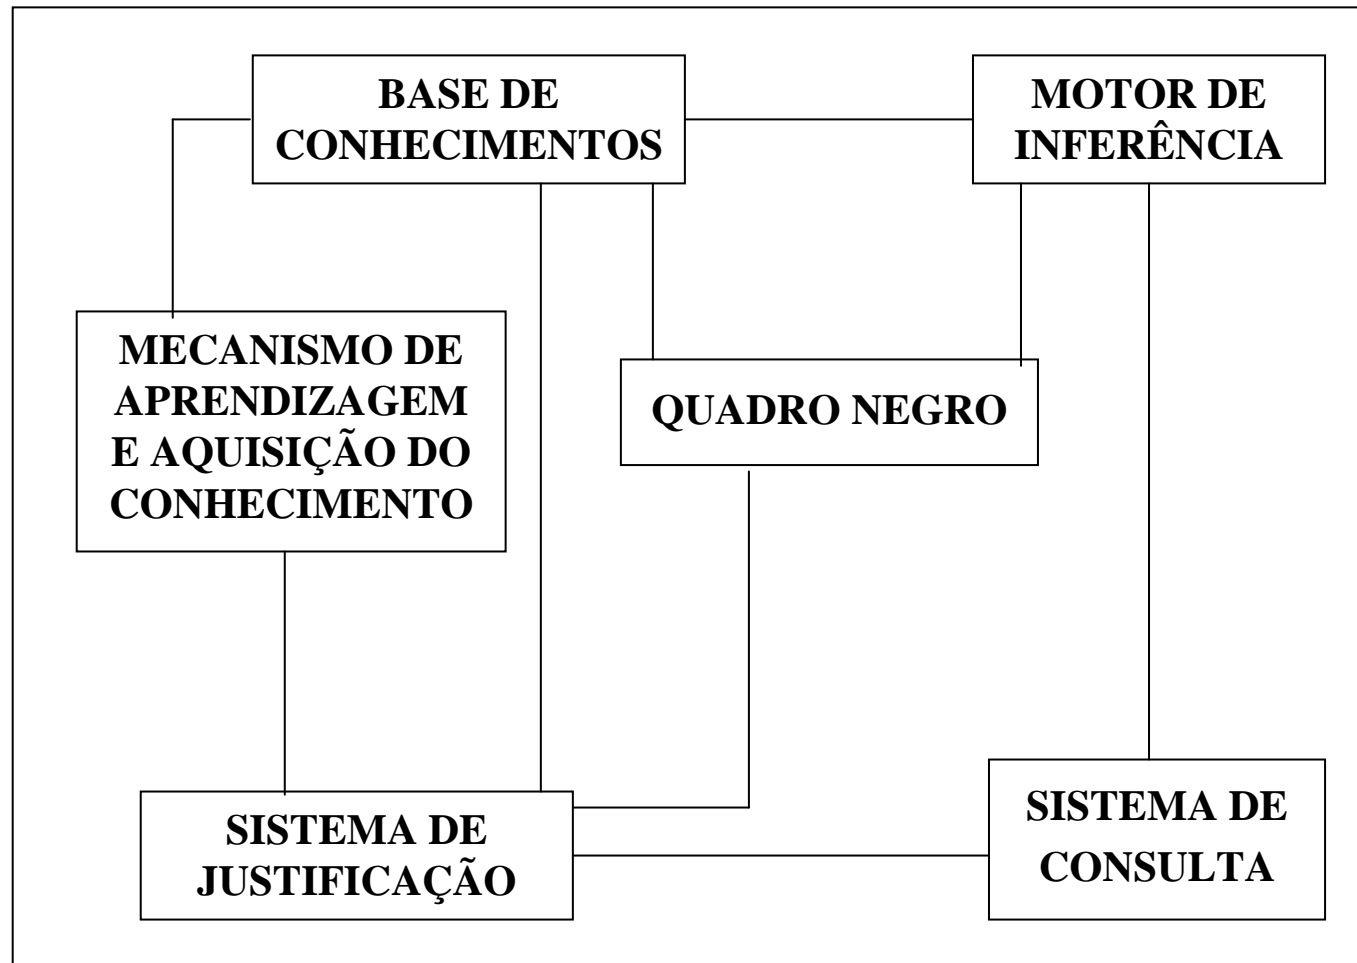 BASE DE
CONHECIMENTOS
MOTOR DE
INFERÊNCIA
MECANISMO DE
APRENDIZAGEM
E AQUISIÇÃO DO
CONHECIMENTO
QUADRO NEGRO
SISTEMA DE
JUSTIFICAÇÃO
SISTEMA DE
CONSULTA